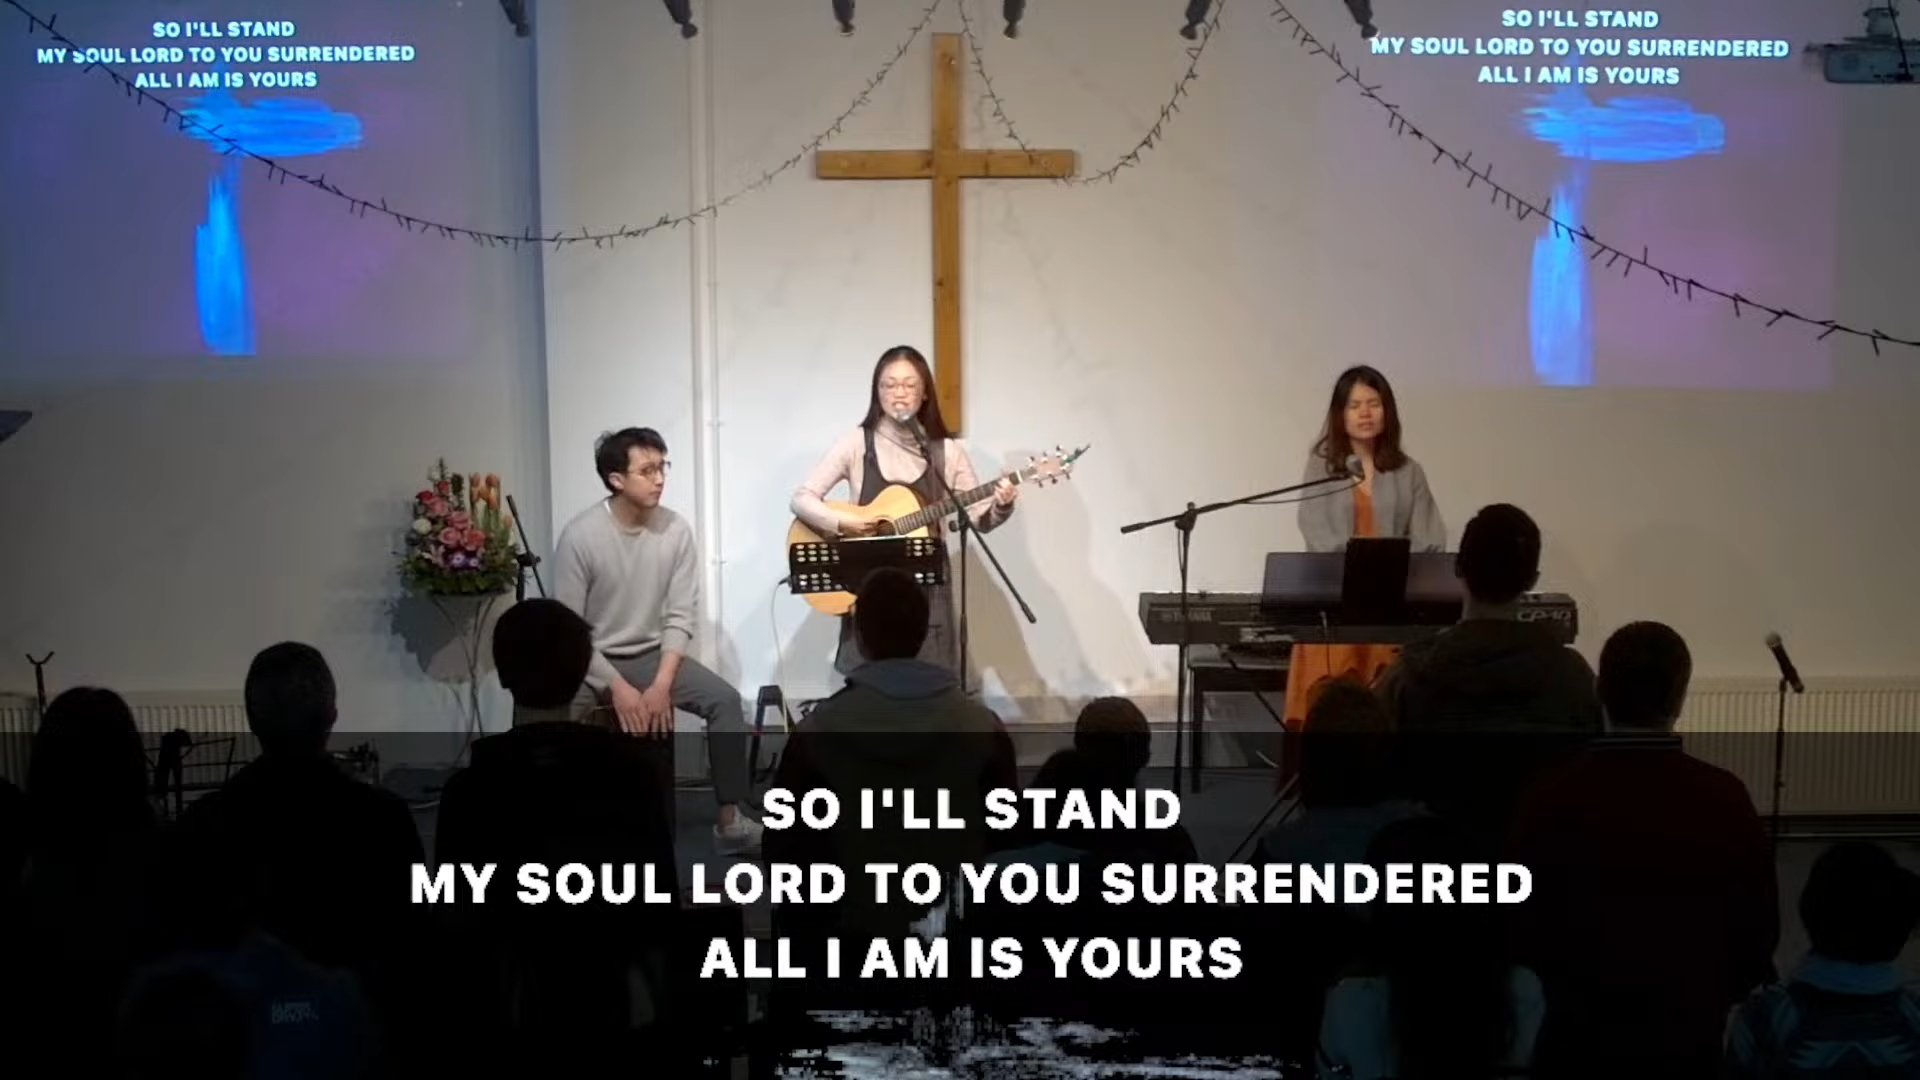 SO I'LL STAND
MY SOUL LORD TO YOU SURRENDERED
ALL I AM IS YOURS
SO I'LL STAND
MY SOUL LORD TO YOU SURRENDERED
ALL I AM IS YOURS
YAMAHA
CP40
SO I'LL STAND
MY SOUL LORD TO YOU SURRENDERED
ALL I AM IS YOURS